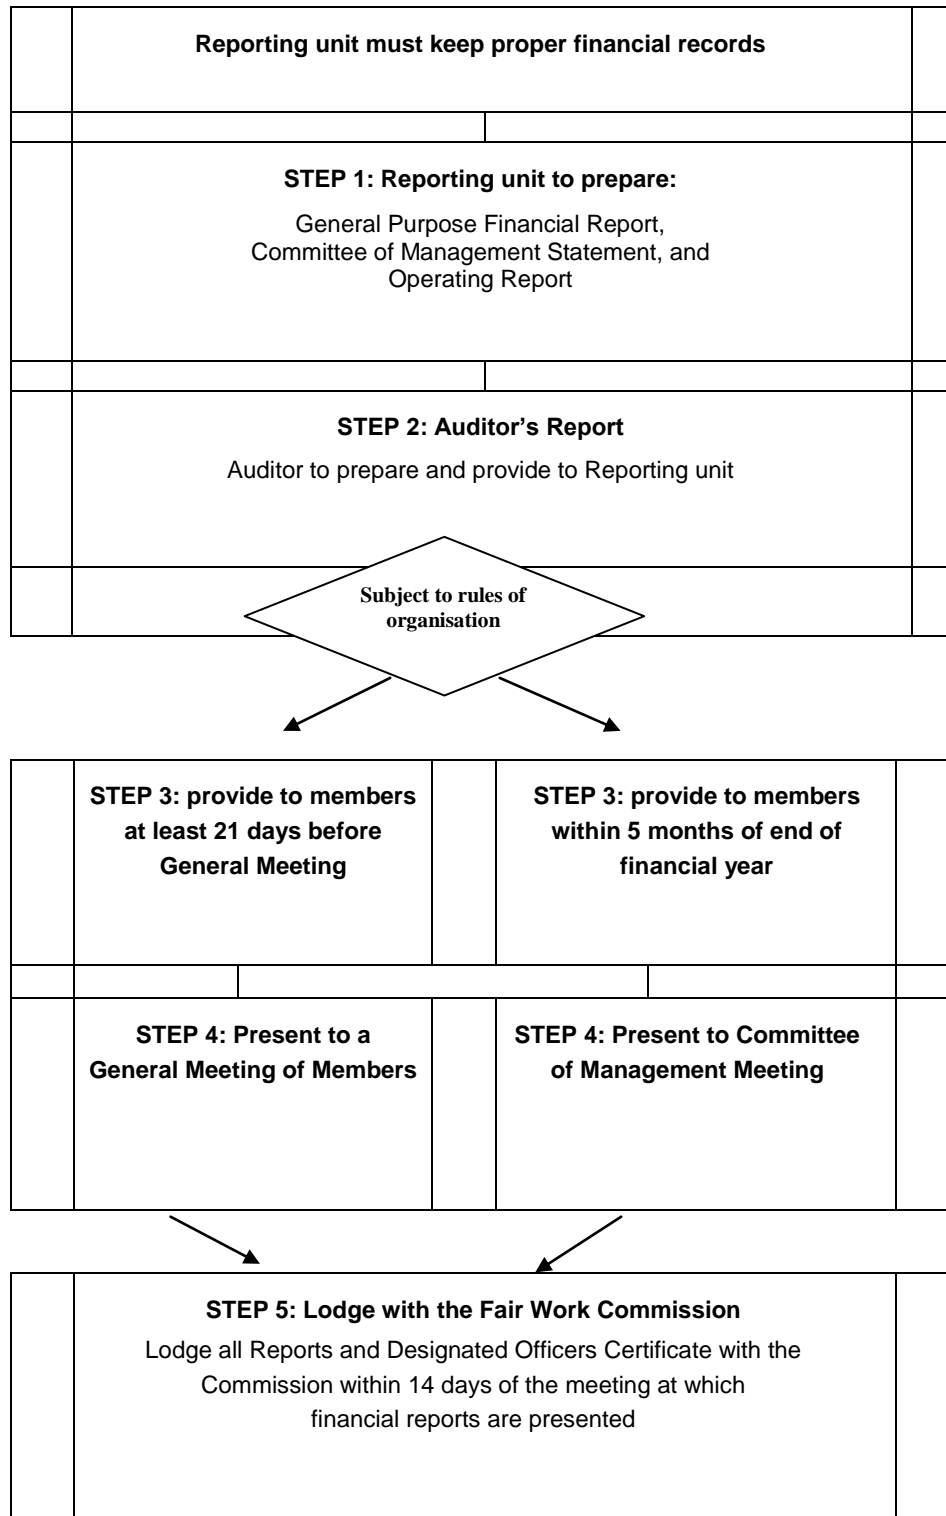 Reporting unit must keep proper financial records
STEP 1: Reporting unit to prepare:
General Purpose Financial Report,
Committee of Management Statement, and
Operating Report
STEP 2: Auditor’s Report
Auditor to prepare and provide to Reporting unit
Subject to rules of
organisation
STEP 3: provide to members
at least 21 days before
General Meeting
STEP 3: provide to members
within 5 months of end of
financial year
STEP 4: Present to a
General Meeting of Members
STEP 4: Present to Committee
of Management Meeting
STEP 5: Lodge with the Fair Work Commission
Lodge all Reports and Designated Officers Certificate with the
Commission within 14 days of the meeting at which
financial reports are presented